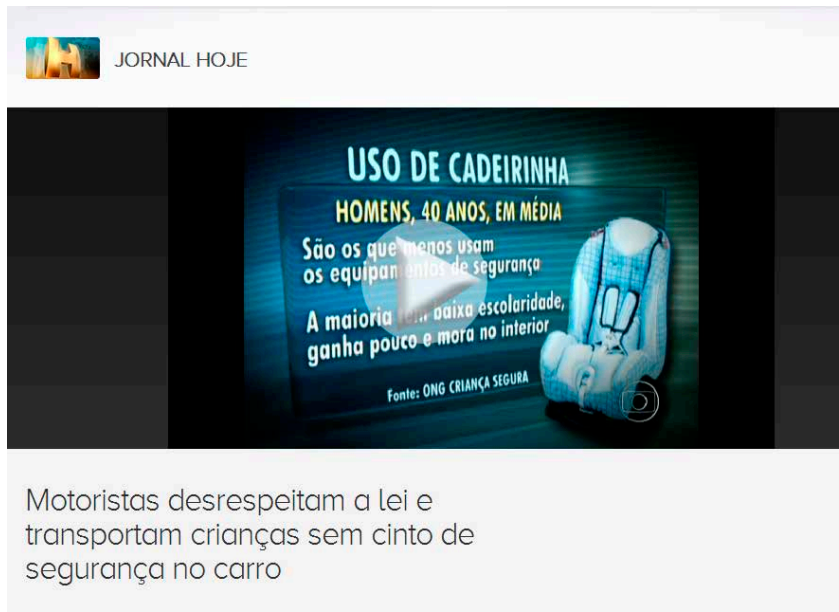 JORNAL HOJE
USO DE CADEIRINHA
HOMENS, 40 ANOS, EM MÉDIA
São os que menos usam
os equipamentos de segurança
A maioria tem baixa escolaridade,
ganha pouco e mora no interior
Fonte: ONG CRIANÇA SEGURA
Motoristas desrespeitam a lei e
transportam crianças sem cinto de
segurança no carro